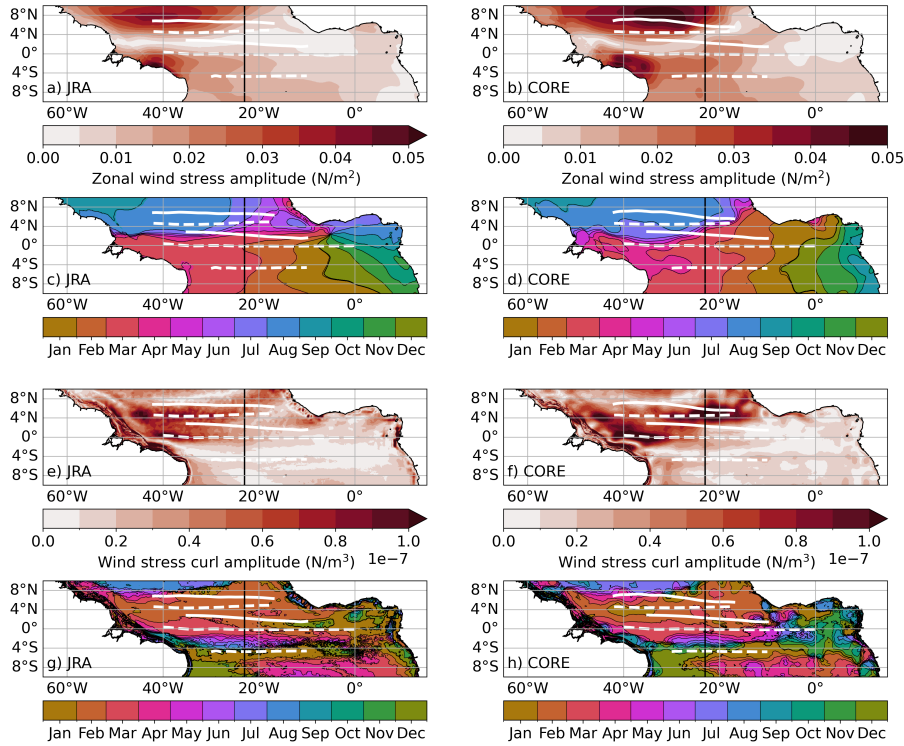 8°N
4°N
0°
4°S
8°S
a) JRA
60°W
40°W
20°W
0°
0.00
0.01
0.02
0.03
0.04
0.05
Zonal wind stress amplitude (N/m²)
8°N
4°N
0°
4°S
8°S
b) CORE
60°W
40°W
20°W
0°
0.00
0.01
0.02
0.03
0.04
0.05
Zonal wind stress amplitude (N/m²)
8°N
4°N
0°
4°S
8°S
c) JRA
60°W
40°W
20°W
0°
Jan Feb Mar Apr May Jun Jul Aug Sep Oct Nov Dec
8°N
4°N
0°
4°S
8°S
d) CORE
60°W
40°W
20°W
0°
Jan Feb Mar Apr May Jun Jul Aug Sep Oct Nov Dec
8°N
4°N
0°
4°S
8°S
e) JRA
60°W
40°W
20°W
0°
0.0
0.2
0.4
0.6
0.8
1.0
Wind stress curl amplitude (N/m³)
1e−7
8°N
4°N
0°
4°S
8°S
f) CORE
60°W
40°W
20°W
0°
0.0
0.2
0.4
0.6
0.8
1.0
Wind stress curl amplitude (N/m³)
1e−7
8°N
4°N
0°
4°S
8°S
g) JRA
60°W
40°W
20°W
0°
Jan Feb Mar Apr May Jun Jul Aug Sep Oct Nov Dec
8°N
4°N
0°
4°S
8°S
h) CORE
60°W
40°W
20°W
0°
Jan Feb Mar Apr May Jun Jul Aug Sep Oct Nov Dec